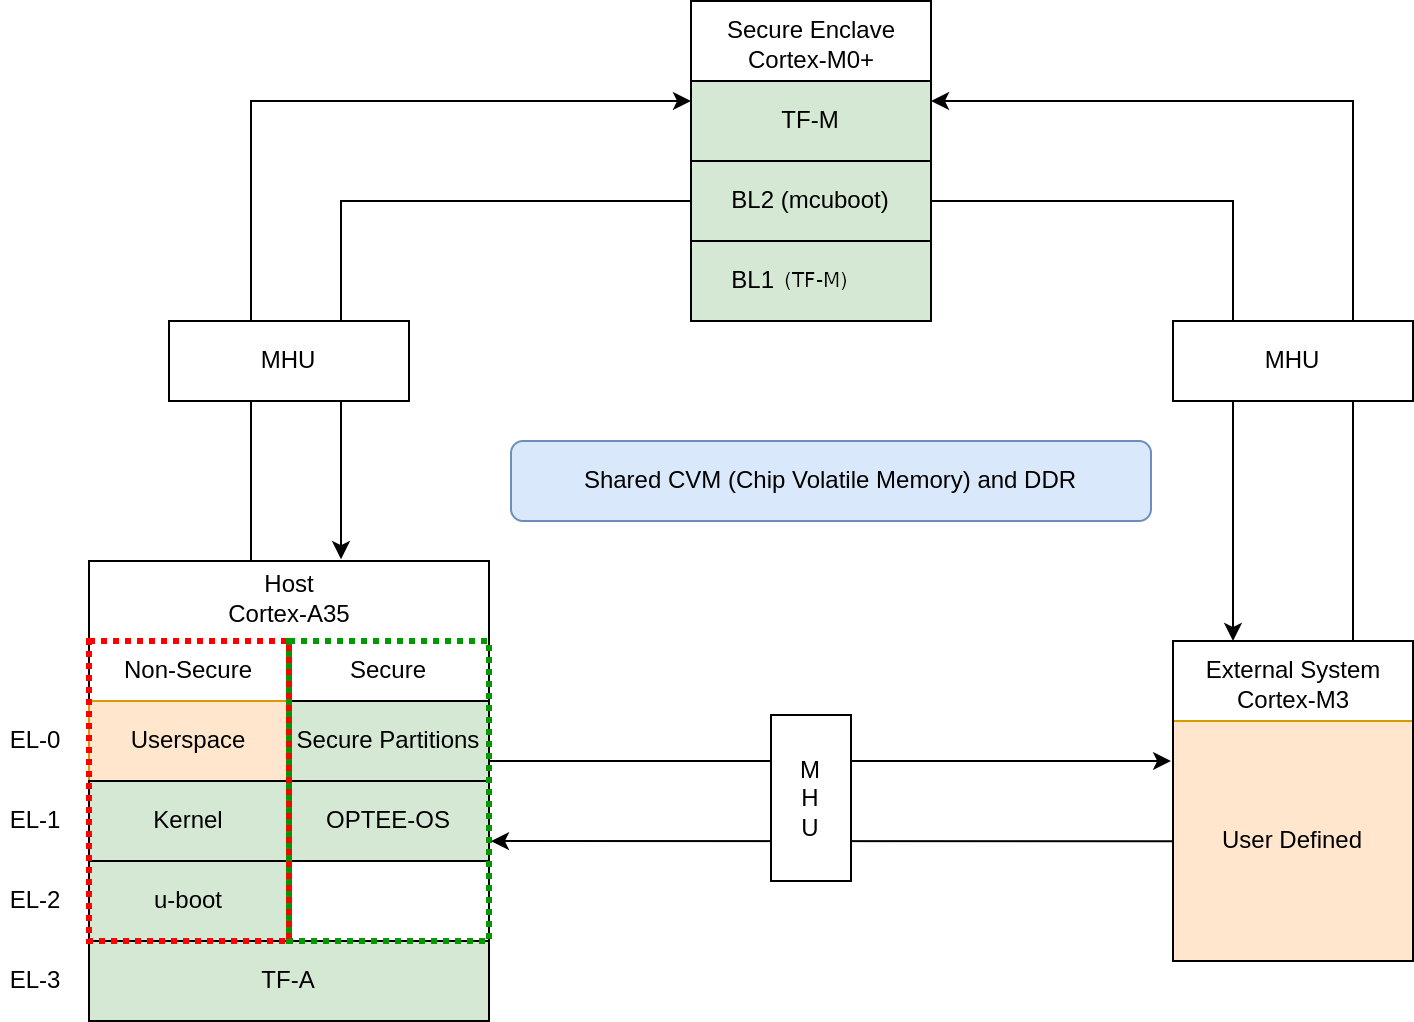 Secure Enclave
Cortex-M0+
TF-M
BL2 (mcuboot)
BL1 (TF-M)
MHU
MHU
Shared CVM (Chip Volatile Memory) and DDR
Host
Cortex-A35
Non-Secure
Secure
External System
Cortex-M3
EL-0
Userspace
Secure Partitions
M
H
U
EL-1
Kernel
OPTEE-OS
User Defined
EL-2
u-boot
EL-3
TF-A